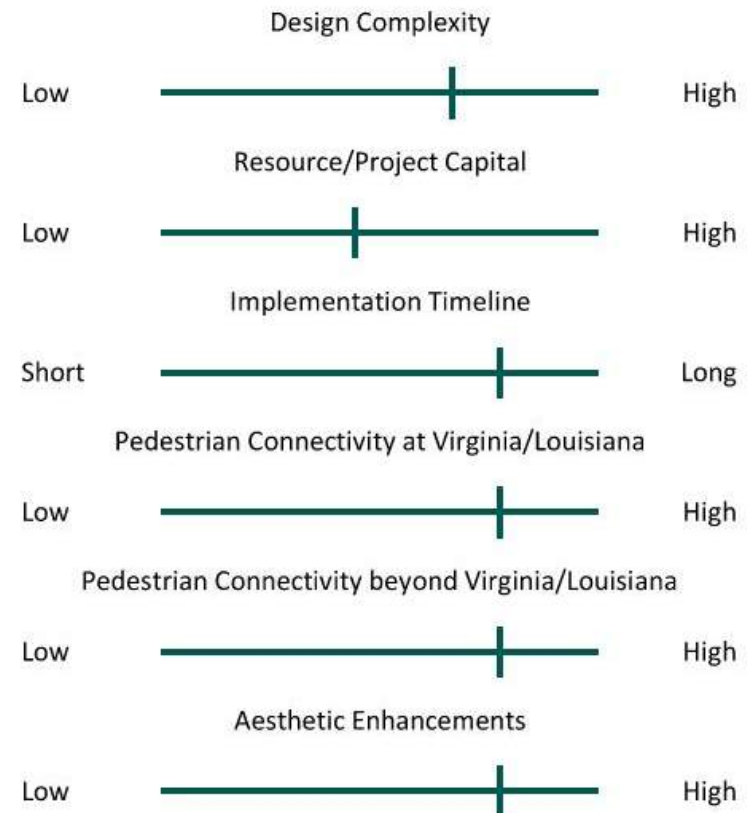 Design Complexity
Low High
Resource/Project Capital
Low High
Implementation Timeline
Short Long
Pedestrian Connectivity at Virginia/Louisiana
Low High
Pedestrian Connectivity beyond Virginia/Louisiana
Low High
Aesthetic Enhancements
Low High